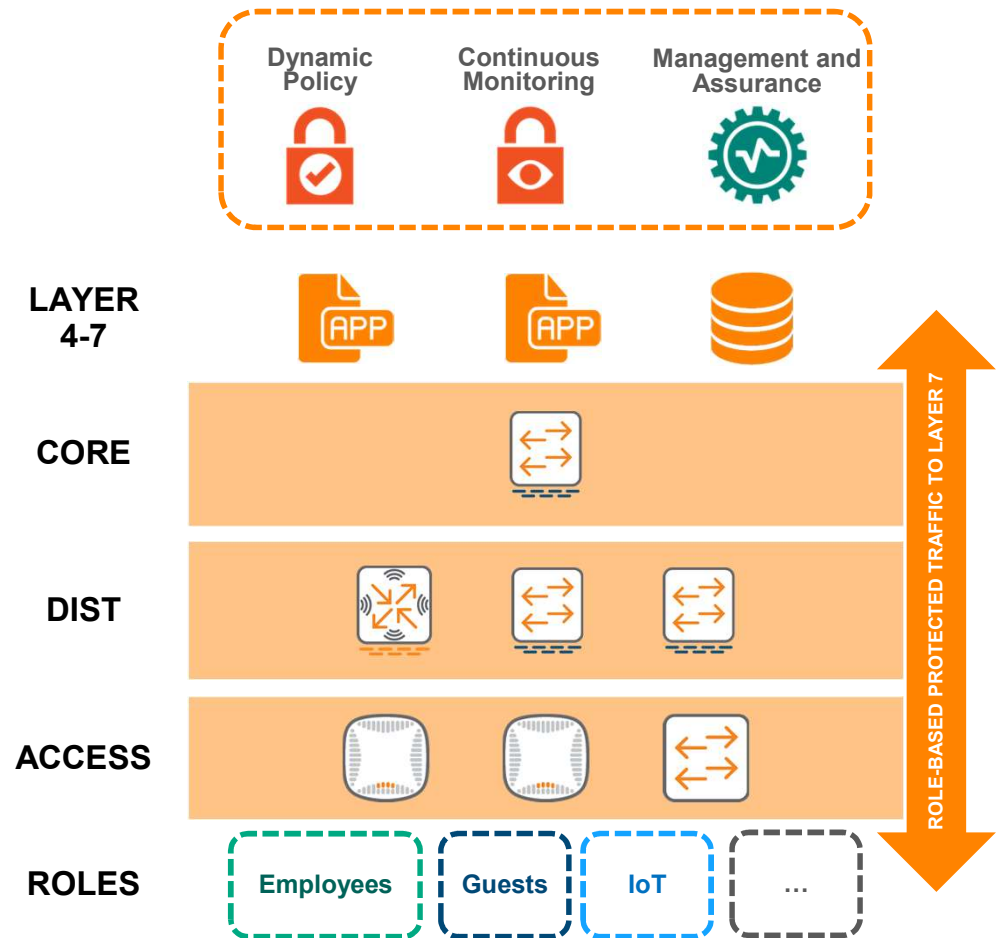 Dynamic
Policy
Continuous
Monitoring
Management and
Assurance
LAYER
4-7
APP
APP
CORE
DIST
ACCESS
ROLES
Employees
Guests
IoT
...
ROLE-BASED PROTECTED TRAFFIC TO LAYER 7